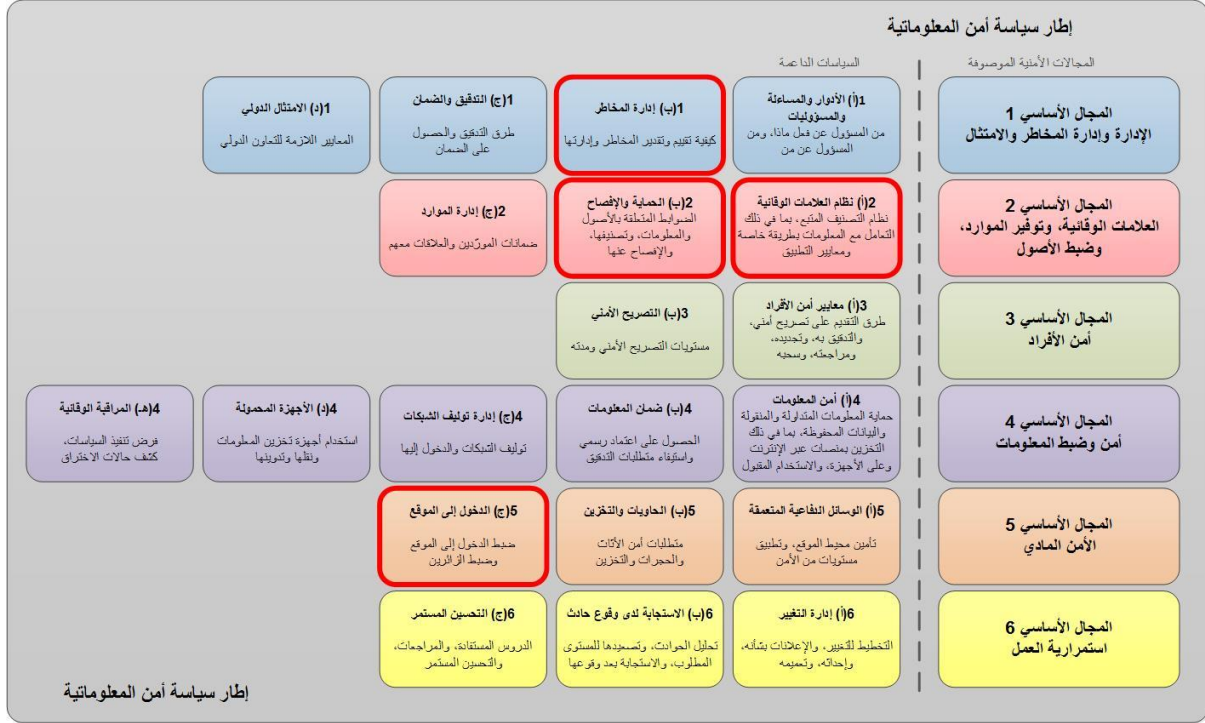 إطار سياسة أمن المعلوماتية
المجالات الأمنية الموصوفة
السياسات الداعمة
المجال الأساسي 1
الإدارة وإدارة المخاطر والامتثال
1(أ) الأدوار والمساءلة
والمسؤوليات
من المسؤول عن فعل ماذا، ومن
المسؤول عن من
1(ب) إدارة المخاطر
كيفية تقييم وتقدير المخاطر وإدارتها
1(ج) التدقيق والضمان
طرق التدقيق والحصول
على الضمان
1(د) الامتثال الدولي
المعايير اللازمة للتعاون الدولي
المجال الأساسي 2
العلامات الوقائية، وتوفير الموارد،
وضبط الأصول
2(أ) نظام العلامات الوقائية
نظام التصنيف المتبع، بما في ذلك
التعامل مع المعلومات بطريقة خاصة
ومعايير التطبيق
2(ب) الحماية والإفصاح
الضوابط المتعلقة بالأصول
والمعلومات، وتصنيفها،
والإفصاح عنها
2(ج) إدارة الموارد
ضمانات المورّدين والعلاقات معهم
المجال الأساسي 3
أمن الأفراد
3(أ) معايير أمن الأفراد
طرق التقديم على تصريح أمني،
والتدقيق به، وتجديده،
ومراجعته، وسحبه
3(ب) التصريح الأمني
مستويات التصريح الأمني ومدته
المجال الأساسي 4
أمن وضبط المعلومات
4(أ) أمن المعلومات
حماية المعلومات المتداولة والمنقولة
والبيانات المحفوظة، بما في ذلك
التخزين بمنصات عبر الإنترنت
وعلى الأجهزة، والاستخدام المقبول
4(ب) ضمان المعلومات
الحصول على اعتماد رسمي
واستيفاء متطلبات التدقيق
4(ج) إدارة توليف الشبكات
توليف الشبكات والدخول إليها
4(د) الأجهزة المحمولة
استخدام أجهزة تخزين المعلومات
ونقلها وتدوينها
4(هـ) المراقبة الوقائية
فرض تنفيذ السياسات،
كشف حالات الاختراق
المجال الأساسي 5
الأمن المادي
5(أ) الوسائل الدفاعية المتعمقة
تأمين محيط الموقع، وتطبيق
مستويات من الأمن
5(ب) الحاويات والتخزين
متطلبات أمن الأثاث
والحجرات والتخزين
5(ج) الدخول إلى الموقع
ضبط الدخول إلى الموقع
وضبط الزائرين
المجال الأساسي 6
استمرارية العمل
6(أ) إدارة التغيير
التخطيط للتغيير، والإعلانات بشأنه،
وإحداثه، وتعميمه
6(ب) الاستجابة لدى وقوع حادث
تحليل الحوادث، وتصعيدها للمستوى
المطلوب، والاستجابة بعد وقوعها
6(ج) التحسين المستمر
الدروس المستفادة، والمراجعات،
والتحسين المستمر
إطار سياسة أمن المعلوماتية